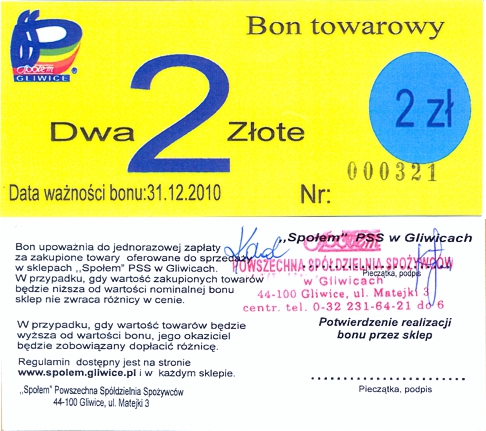 Bon towarowy
Społem
GLIWICE
®
2
2 zł
Dwa Złote
000321
Data ważności bonu:31.12.2010
Nr:
Bon upoważnia do jednorazowej zapłaty
za zakupione towary oferowane do sprzedaży
w sklepach ,,Społem" PSS w Gliwicach.
W przypadku, gdy wartość zakupionych towarów
będzie niższa od wartości nominalnej bonu
sklep nie zwraca różnicy w cenie.
W przypadku, gdy wartość towarów będzie
wyższa od wartości bonu, jego okaziciel
będzie zobowiązany dopłacić różnicę.
Regulamin dostępny jest na stronie
www.spolem.gliwice.pl i w każdym sklepie.
,,Społem" Powszechna Spółdzielnia Spożywców
44-100 Gliwice, ul. Matejki 3
,,Społem" PSS w Gliwicach
Społem
POWSZECHNA SPÓŁDZIELNIA SPOŻYWCÓW
Pieczątka, podpis
w Gliwicach
44-100 Gliwice, ul. Matejki 3
centr. tel. 0-32 231-64-21 do 6
Potwierdzenie realizacji
bonu przez sklep
Pieczątka, podpis